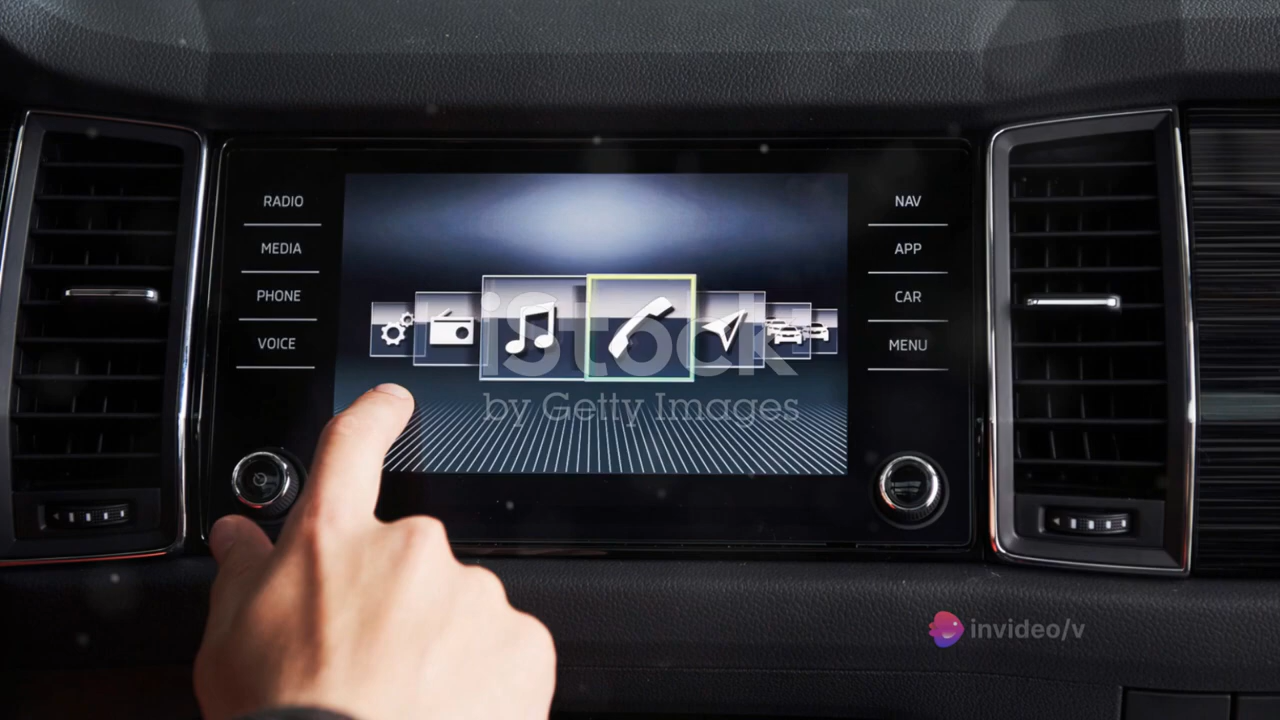 RADIO
MEDIA
PHONE
VOICE
NAV
APP
CAR
MENU
iStock
by Getty Images
invideo/v